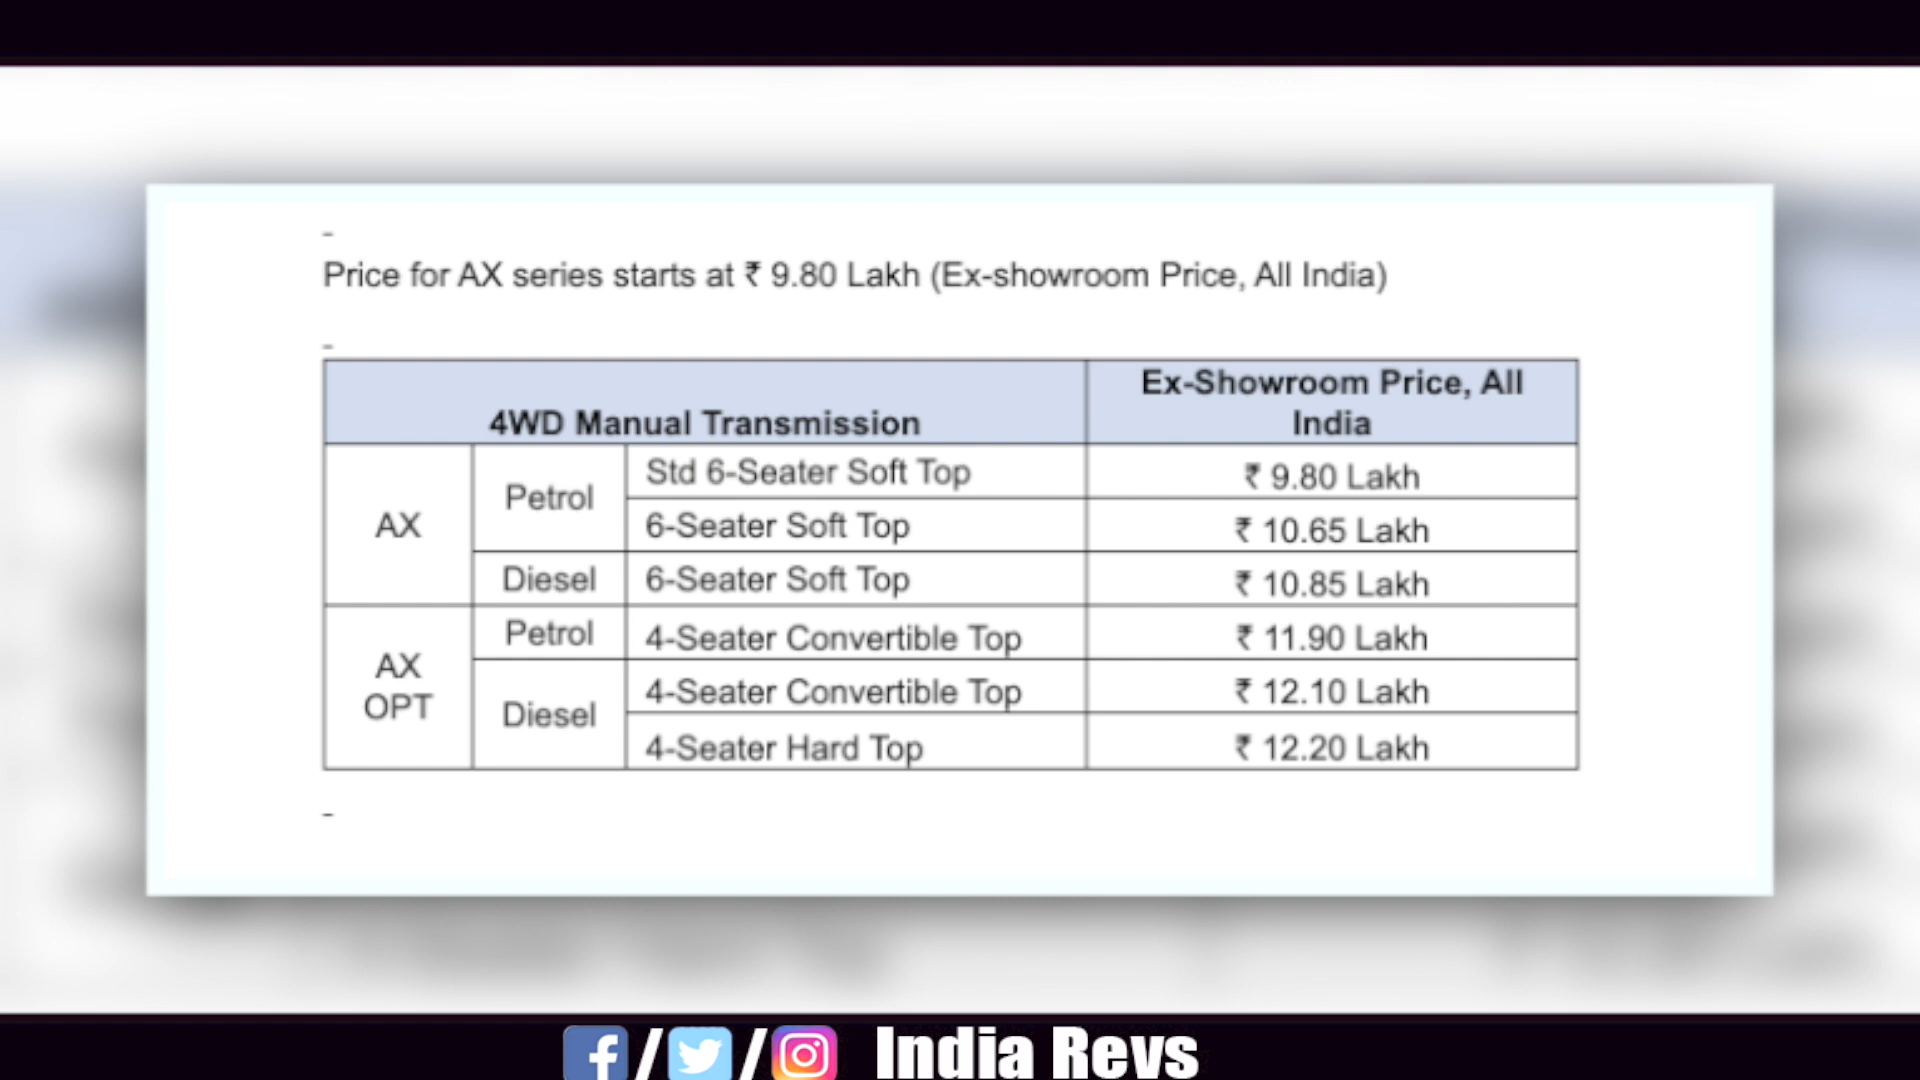 Price for AX series starts at ₹ 9.80 Lakh (Ex-showroom Price, All India)
4WD Manual Transmission
Ex-Showroom Price, All
India
AX
Petrol
Std 6-Seater Soft Top
₹ 9.80 Lakh
6-Seater Soft Top
₹ 10.65 Lakh
Diesel
6-Seater Soft Top
₹ 10.85 Lakh
AX
OPT
Petrol
4-Seater Convertible Top
₹ 11.90 Lakh
Diesel
4-Seater Convertible Top
₹ 12.10 Lakh
4-Seater Hard Top
₹ 12.20 Lakh
f / / India Revs